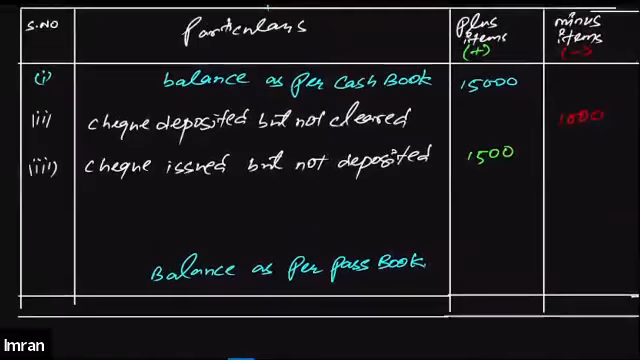 S.NO Particulars plus items (+) minus items (-)
(i) balance as per Cash Book 15000
(ii) cheque deposited but not cleared 1000
(iii) cheque issued but not deposited 1500
Balance as per pass Book
Imran